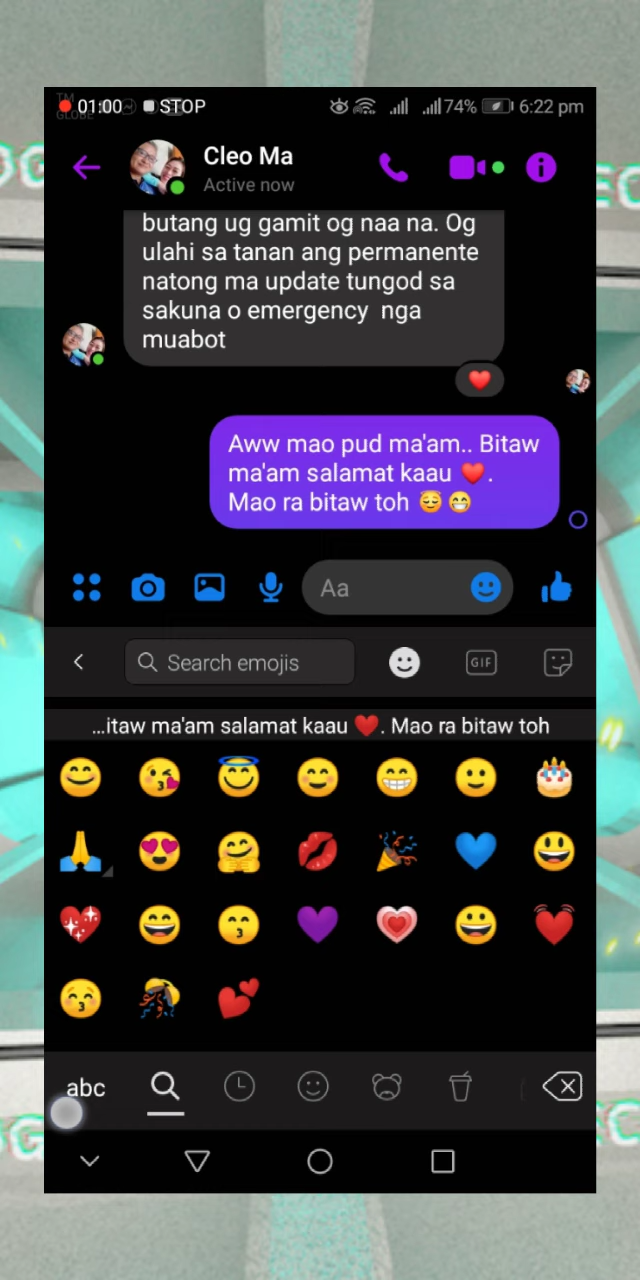 TM
GLOBE
01:00 STOP 74% 6:22 pm
Cleo Ma
Active now
butang ug gamit og naa na. Og
ulahi sa tanan ang permanente
natong ma update tungod sa
sakuna o emergency  nga
muabot
❤️
Aww mao pud ma'am.. Bitaw
ma'am salamat kaau ❤️.
Mao ra bitaw toh 😌😁
Aa
Search emojis
GIF
...itaw ma'am salamat kaau ❤️. Mao ra bitaw toh
abc